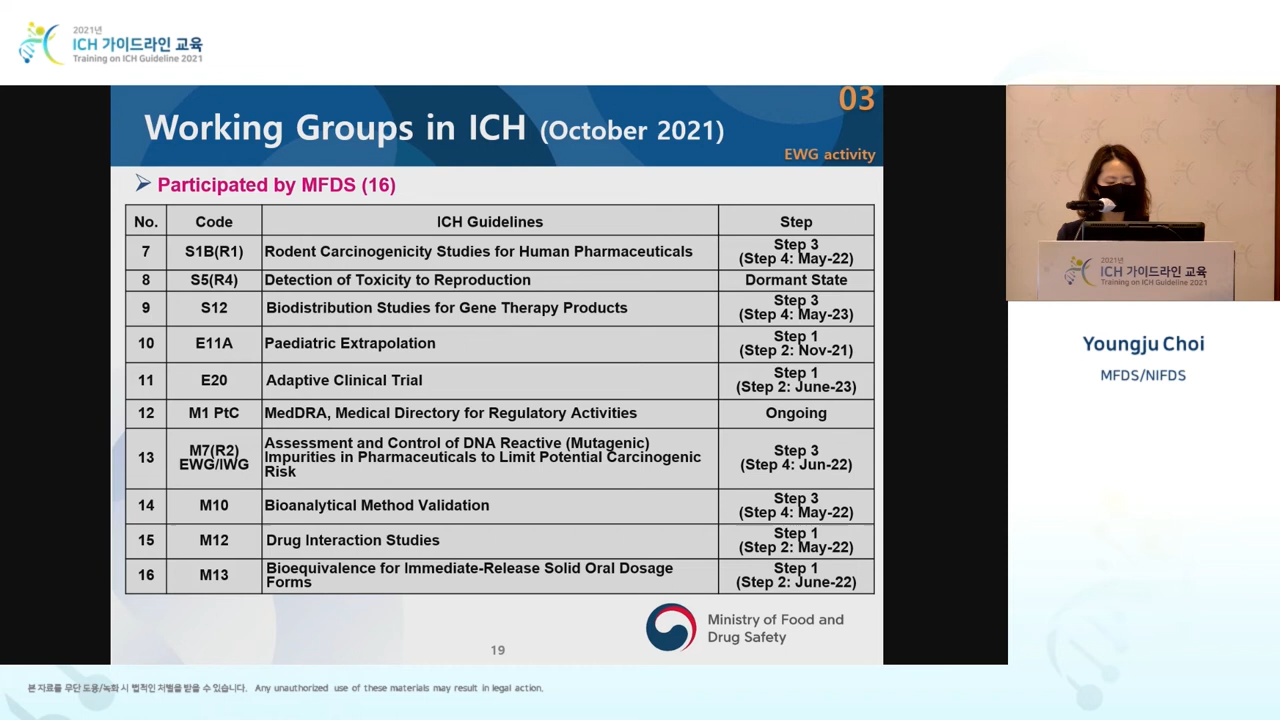 2021년
ICH 가이드라인 교육
Training on ICH Guideline 2021
03
Working Groups in ICH (October 2021)
EWG activity
Participated by MFDS (16)
No. Code ICH Guidelines Step
7 S1B(R1) Rodent Carcinogenicity Studies for Human Pharmaceuticals Step 3
(Step 4: May-22)
8 S5(R4) Detection of Toxicity to Reproduction Dormant State
9 S12 Biodistribution Studies for Gene Therapy Products Step 3
(Step 4: May-23)
10 E11A Paediatric Extrapolation Step 1
(Step 2: Nov-21)
11 E20 Adaptive Clinical Trial Step 1
(Step 2: June-23)
12 M1 PtC MedDRA, Medical Directory for Regulatory Activities Ongoing
13 M7(R2)
EWG/IWG
Assessment and Control of DNA Reactive (Mutagenic)
Impurities in Pharmaceuticals to Limit Potential Carcinogenic
Risk
Step 3
(Step 4: Jun-22)
14 M10 Bioanalytical Method Validation Step 3
(Step 4: May-22)
15 M12 Drug Interaction Studies Step 1
(Step 2: May-22)
16 M13 Bioequivalence for Immediate-Release Solid Oral Dosage
Forms
Step 1
(Step 2: June-22)
Ministry of Food and
Drug Safety
19
2021년
ICH 가이드라인 교육
Training on ICH Guideline 2021
Youngju Choi
MFDS/NIFDS
본 자료를 무단 도용/녹화 시 법적인 처벌을 받을 수 있습니다. Any unauthorized use of these materials may result in legal action.